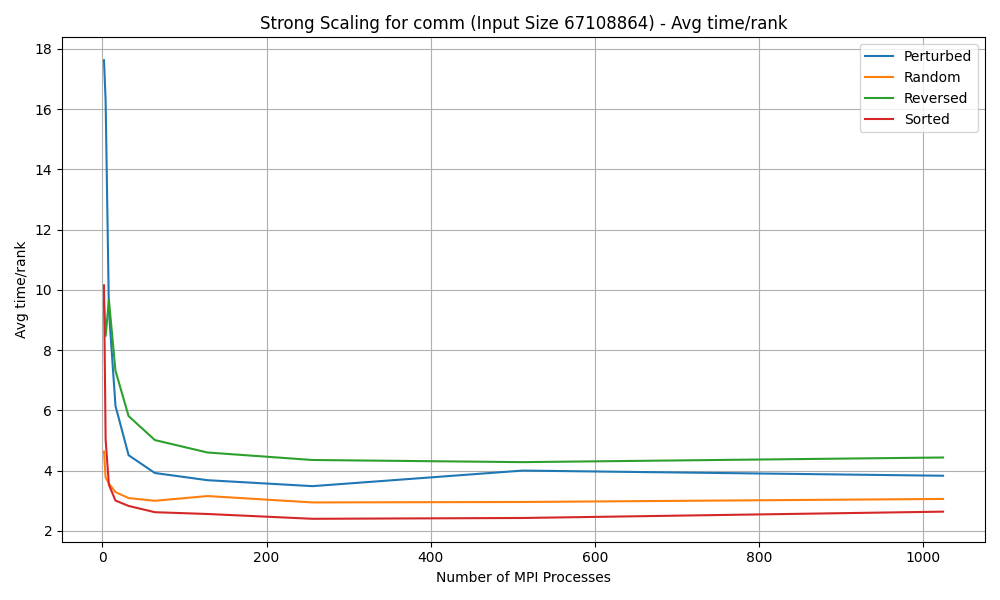 Strong Scaling for comm (Input Size 67108864) - Avg time/rank
Perturbed
Random
Reversed
Sorted
18
16
14
12
10
8
6
4
2
Avg time/rank
0
200
400
600
800
1000
Number of MPI Processes